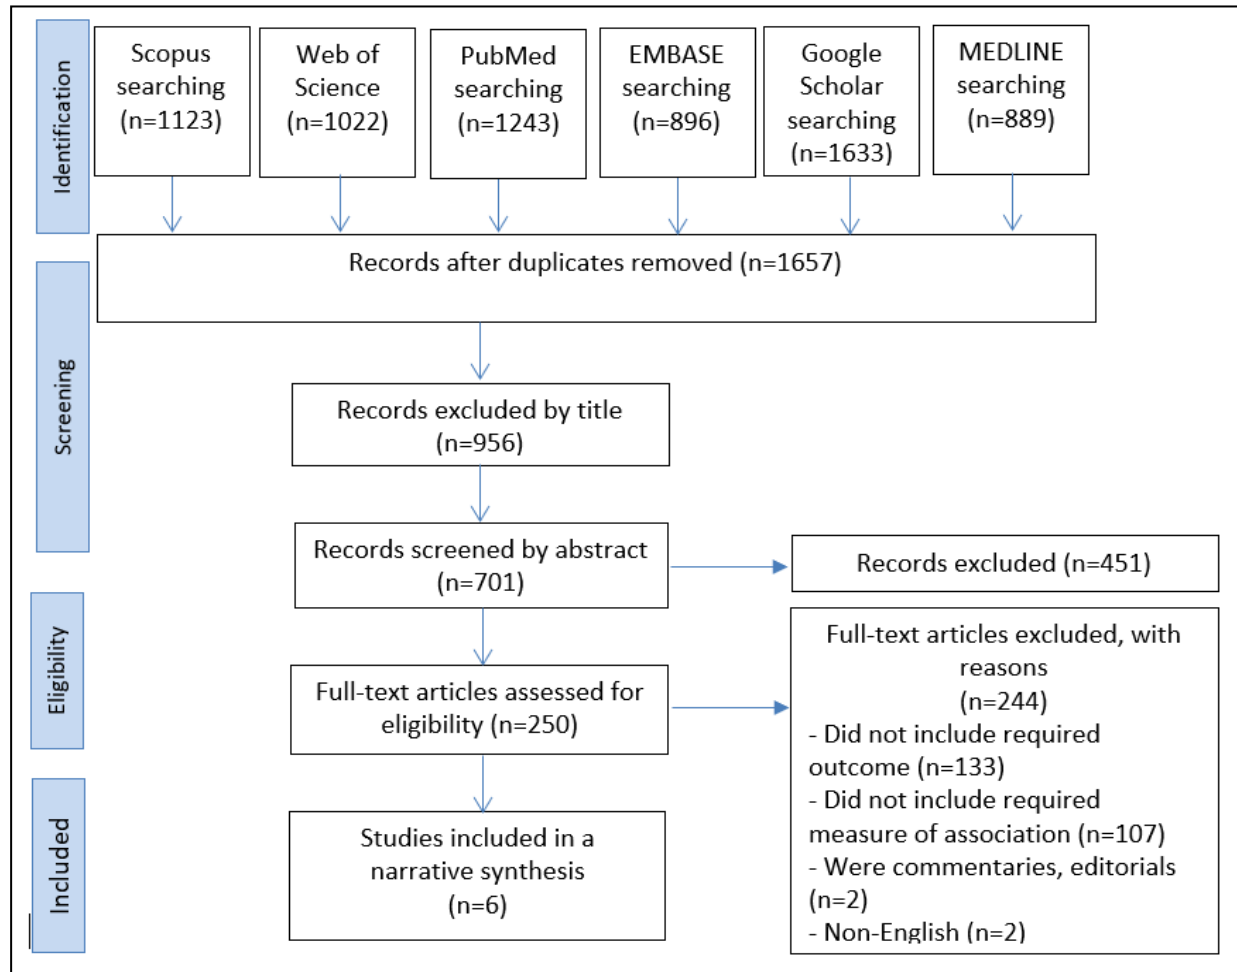 Identification
Scopus
searching
(n=1123)
Web of
Science
(n=1022)
PubMed
searching
(n=1243)
EMBASE
searching
(n=896)
Google
Scholar
searching
(n=1633)
MEDLINE
searching
(n=889)
Screening
Records after duplicates removed (n=1657)
Records excluded by title
(n=956)
Records screened by abstract
(n=701)
Records excluded (n=451)
Eligibility
Full-text articles assessed for
eligibility (n=250)
Full-text articles excluded, with
reasons
(n=244)
- Did not include required
outcome (n=133)
- Did not include required
measure of association (n=107)
- Were commentaries, editorials
(n=2)
- Non-English (n=2)
Included
Studies included in a
narrative synthesis
(n=6)